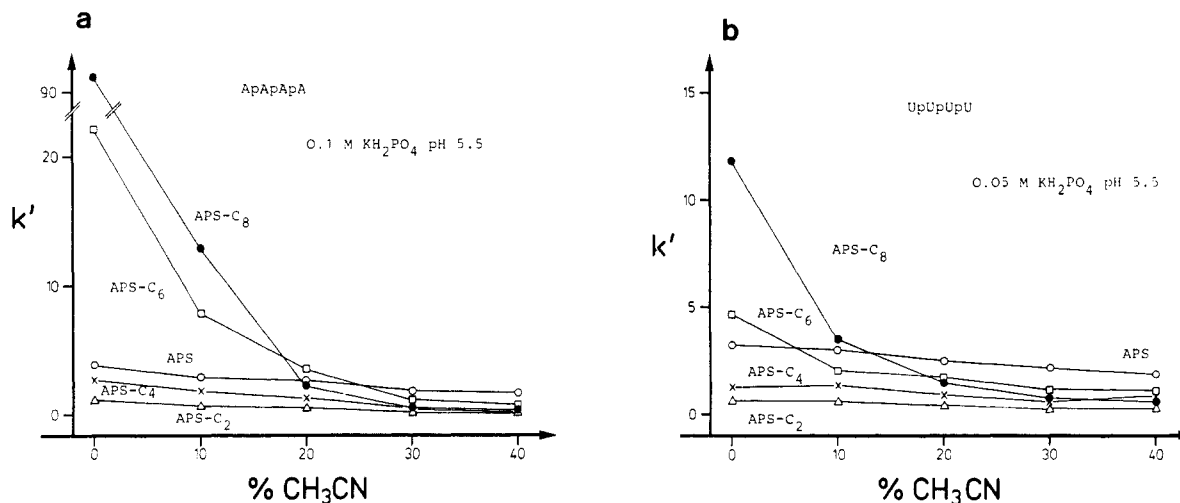 a
90
20
10
0
k'
ApApApA
0.1 M KH₂PO₄ pH 5.5
APS-C₈
APS-C₆
APS
APS-C₄
APS-C₂
0 10 20 30 40
% CH₃CN
b
15
10
5
0
k'
UpUpUpU
0.05 M KH₂PO₄ pH 5.5
APS-C₈
APS-C₆
APS
APS-C₄
APS-C₂
0 10 20 30 40
% CH₃CN